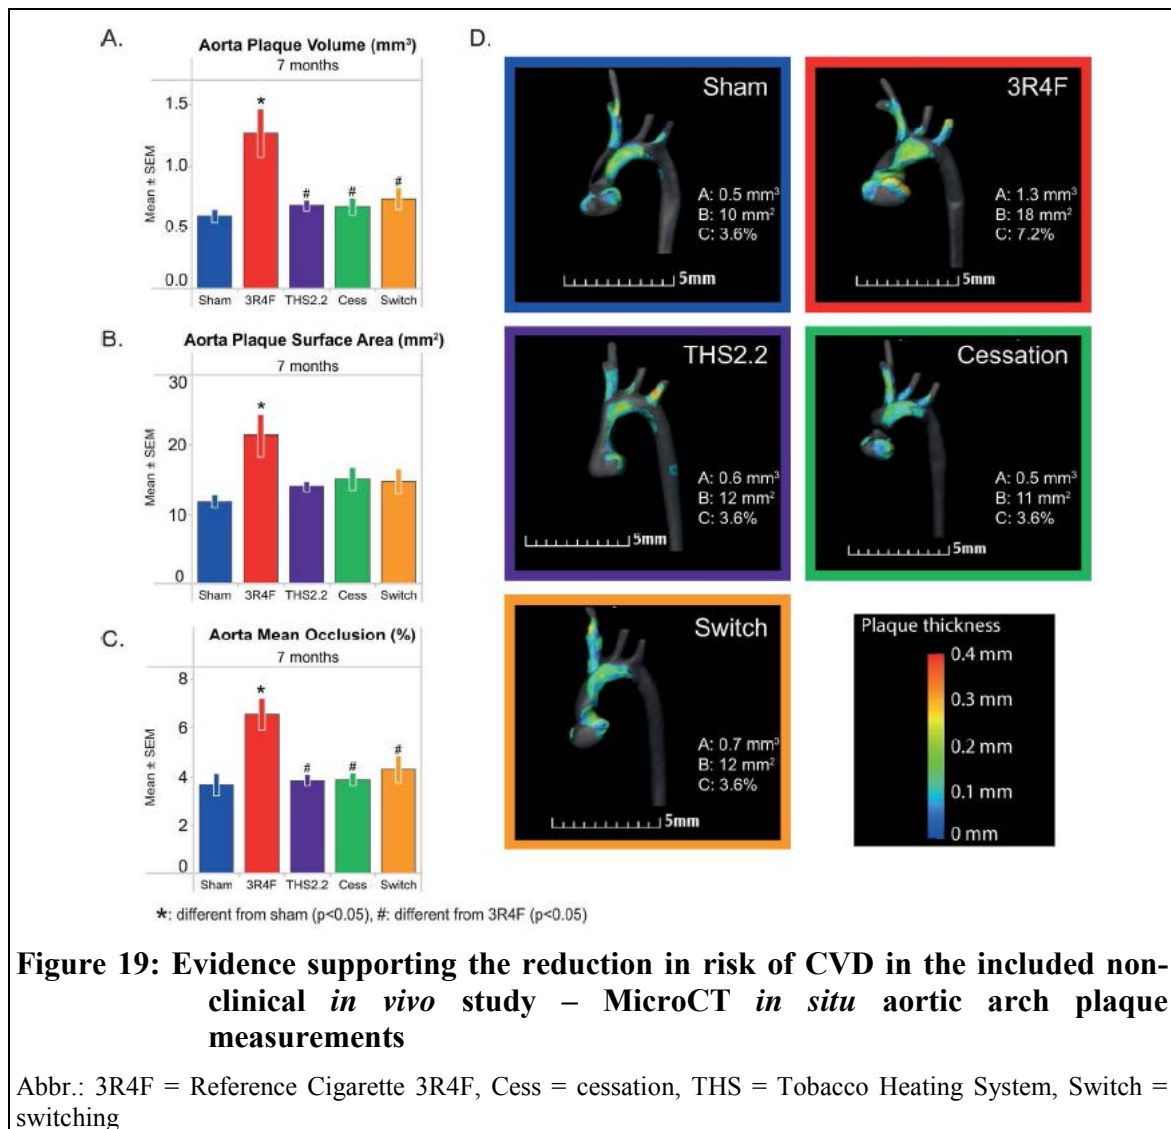 A.
Aorta Plaque Volume (mm³)
7 months
1.5
1.0
0.5
0.0
Mean ± SEM
*
#
#
#
Sham
3R4F
THS2.2
Cess
Switch
B.
Aorta Plaque Surface Area (mm²)
7 months
30
20
10
0
Mean ± SEM
*
Sham
3R4F
THS2.2
Cess
Switch
C.
Aorta Mean Occlusion (%)
7 months
8
6
4
2
0
Mean ± SEM
*
#
#
#
Sham
3R4F
THS2.2
Cess
Switch
*: different from sham (p<0.05), #: different from 3R4F (p<0.05)
D.
Sham
A: 0.5 mm³
B: 10 mm²
C: 3.6%
5mm
3R4F
A: 1.3 mm³
B: 18 mm²
C: 7.2%
5mm
THS2.2
A: 0.6 mm³
B: 12 mm²
C: 3.6%
5mm
Cessation
A: 0.5 mm³
B: 11 mm²
C: 3.6%
5mm
Switch
A: 0.7 mm³
B: 12 mm²
C: 3.6%
5mm
Plaque thickness
0.4 mm
0.3 mm
0.2 mm
0.1 mm
0 mm
Figure 19: Evidence supporting the reduction in risk of CVD in the included non-
clinical in vivo study – MicroCT in situ aortic arch plaque
measurements
Abbr.: 3R4F = Reference Cigarette 3R4F, Cess = cessation, THS = Tobacco Heating System, Switch =
switching